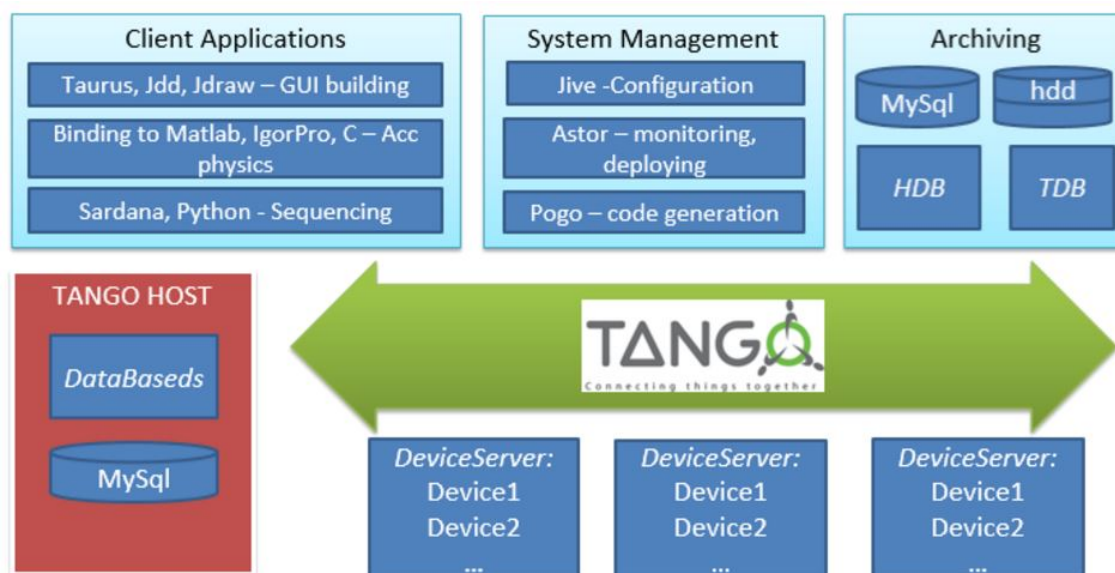 Client Applications
Taurus, Jdd, Jdraw – GUI building
Binding to Matlab, IgorPro, C – Acc
physics
Sardana, Python - Sequencing
System Management
Jive -Configuration
Astor – monitoring,
deploying
Pogo – code generation
Archiving
MySql
hdd
HDB
TDB
TANGO HOST
DataBaseds
MySql
TANGO
Connecting things together
DeviceServer:
Device1
Device2
...
DeviceServer:
Device1
Device2
...
DeviceServer:
Device1
Device2
...